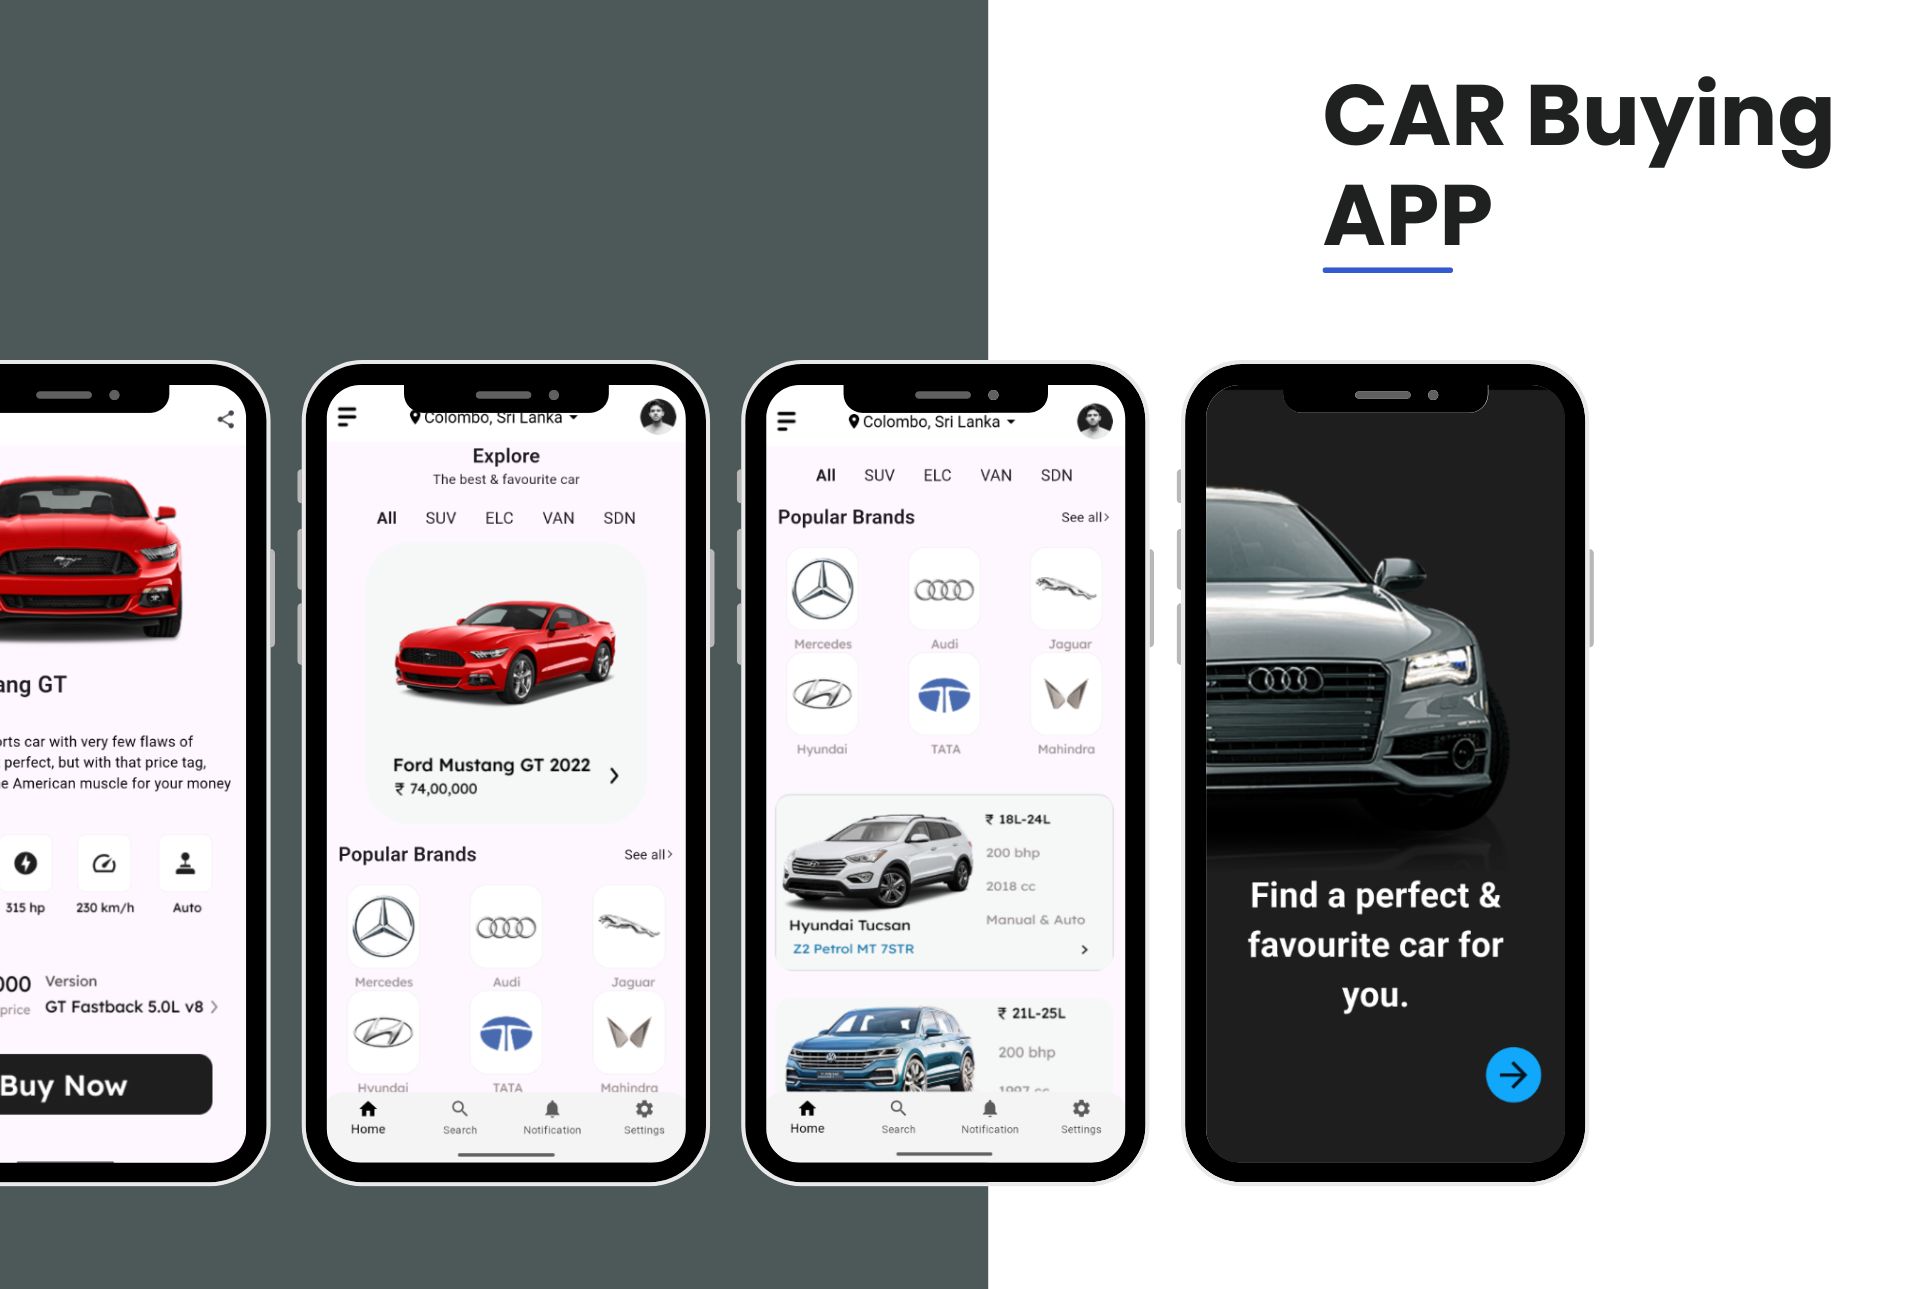 CAR Buying
APP
ang GT
orts car with very few flaws of
perfect, but with that price tag,
e American muscle for your money
315 hp
230 km/h
Auto
000
price
Version
GT Fastback 5.0L v8
Buy Now
Colombo, Sri Lanka
Explore
The best & favourite car
All SUV ELC VAN SDN
Ford Mustang GT 2022
₹ 74,00,000
Popular Brands
See all
Mercedes
Audi
Jaguar
Hyundai
TATA
Mahindra
Home
Search
Notification
Settings
Colombo, Sri Lanka
All SUV ELC VAN SDN
Popular Brands
See all
Mercedes
Audi
Jaguar
Hyundai
TATA
Mahindra
₹ 18L-24L
200 bhp
2018 cc
Manual & Auto
Hyundai Tucsan
Z2 Petrol MT 7STR
₹ 21L-25L
200 bhp
1997 cc
Home
Search
Notification
Settings
Find a perfect &
favourite car for
you.